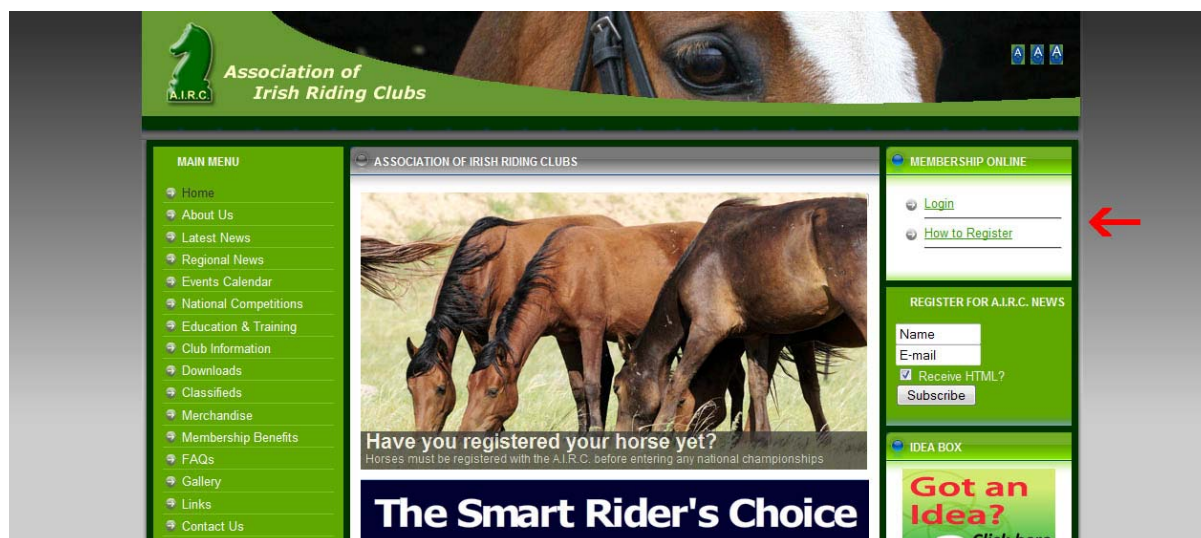 A.I.R.C.
Association of
Irish Riding Clubs
A A A
MAIN MENU
Home
About Us
Latest News
Regional News
Events Calendar
National Competitions
Education & Training
Club Information
Downloads
Classifieds
Merchandise
Membership Benefits
FAQs
Gallery
Links
Contact Us
ASSOCIATION OF IRISH RIDING CLUBS
Have you registered your horse yet?
Horses must be registered with the A.I.R.C. before entering any national championships
The Smart Rider's Choice
MEMBERSHIP ONLINE
Login
How to Register
REGISTER FOR A.I.R.C. NEWS
Name
E-mail
Receive HTML?
Subscribe
IDEA BOX
Got an
Idea?
Click here